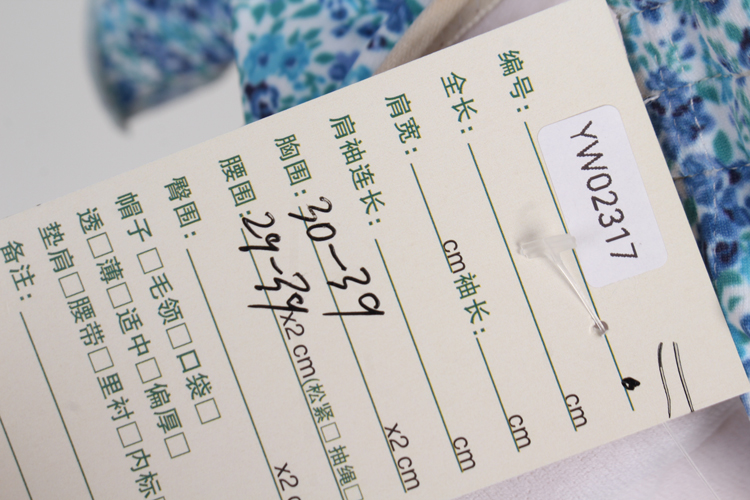 编号: YW02317
全长: cm
肩宽: cm 袖长: cm
肩袖连长: cm
胸围: 30-39 x2 cm
腰围: 29-39 x2 cm (松紧□ 抽绳□
臀围: x2 c
帽子□ 毛领□ 口袋□
透□ 薄□ 适中□ 偏厚□
垫肩□ 腰带□ 里衬□ 内标
备注: